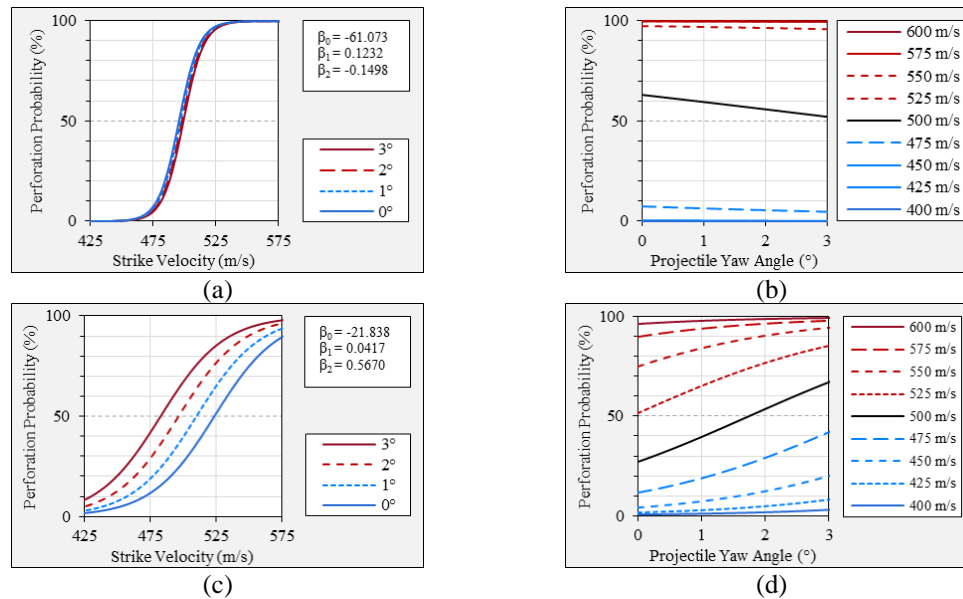 Perforation Probability (%)
100
50
0
425
475
525
575
Strike Velocity (m/s)
β0 = -61.073
β1 = 0.1232
β2 = -0.1498
3°
2°
1°
0°
(a)
Perforation Probability (%)
100
50
0
0
1
2
3
Projectile Yaw Angle (°)
600 m/s
575 m/s
550 m/s
525 m/s
500 m/s
475 m/s
450 m/s
425 m/s
400 m/s
(b)
Perforation Probability (%)
100
50
0
425
475
525
575
Strike Velocity (m/s)
β0 = -21.838
β1 = 0.0417
β2 = 0.5670
3°
2°
1°
0°
(c)
Perforation Probability (%)
100
50
0
0
1
2
3
Projectile Yaw Angle (°)
600 m/s
575 m/s
550 m/s
525 m/s
500 m/s
475 m/s
450 m/s
425 m/s
400 m/s
(d)